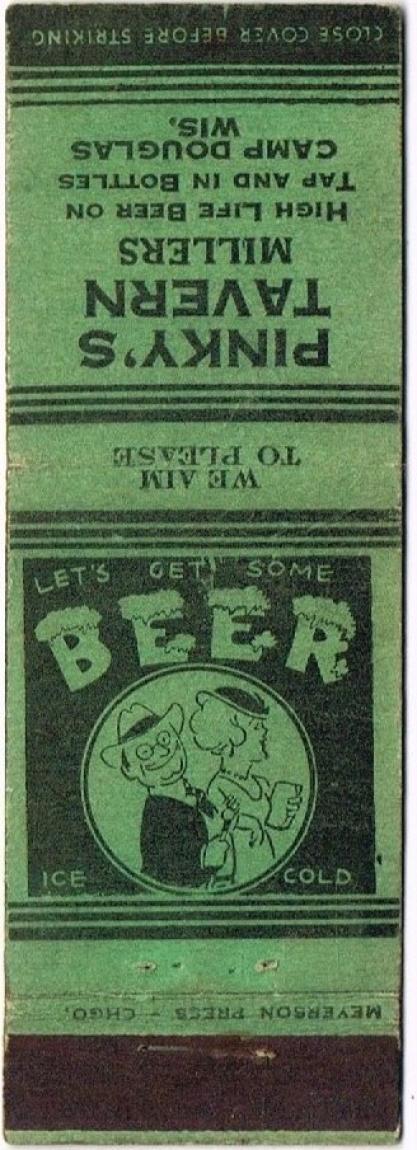 CLOSE COVER BEFORE STRIKING
PINKY'S
TAVERN
MILLERS
HIGH LIFE BEER ON
TAP AND IN BOTTLES
CAMP DOUGLAS
WIS.
WE AIM
TO PLEASE
LET'S GET SOME
BEER
ICE COLD
MEYERSON PRESS - CHGO.